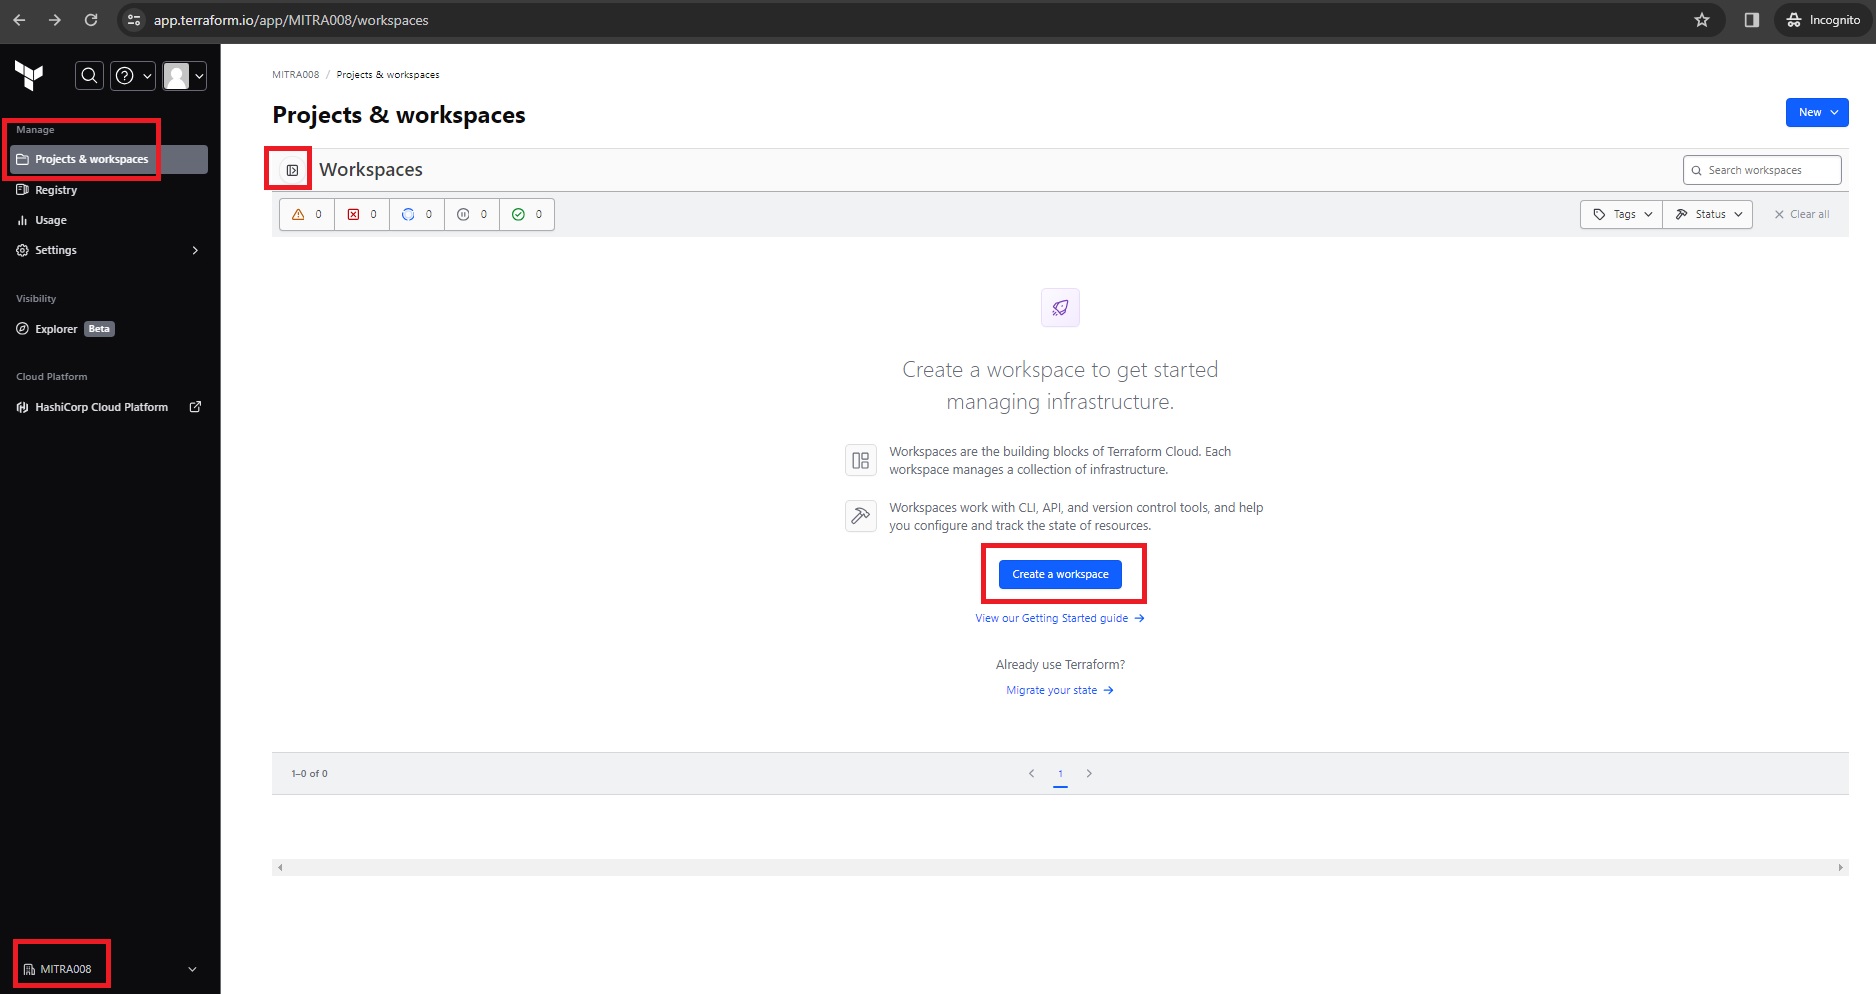 app.terraform.io/app/MITRA008/workspaces
Incognito
Manage
Projects & workspaces
Registry
Usage
Settings
Visibility
Explorer Beta
Cloud Platform
HashiCorp Cloud Platform
MITRA008
MITRA008 / Projects & workspaces
Projects & workspaces
New
Workspaces
Search workspaces
0 0 0 0 0
Tags Status Clear all
Create a workspace to get started
managing infrastructure.
Workspaces are the building blocks of Terraform Cloud. Each
workspace manages a collection of infrastructure.
Workspaces work with CLI, API, and version control tools, and help
you configure and track the state of resources.
Create a workspace
View our Getting Started guide
Already use Terraform?
Migrate your state
1–0 of 0
1